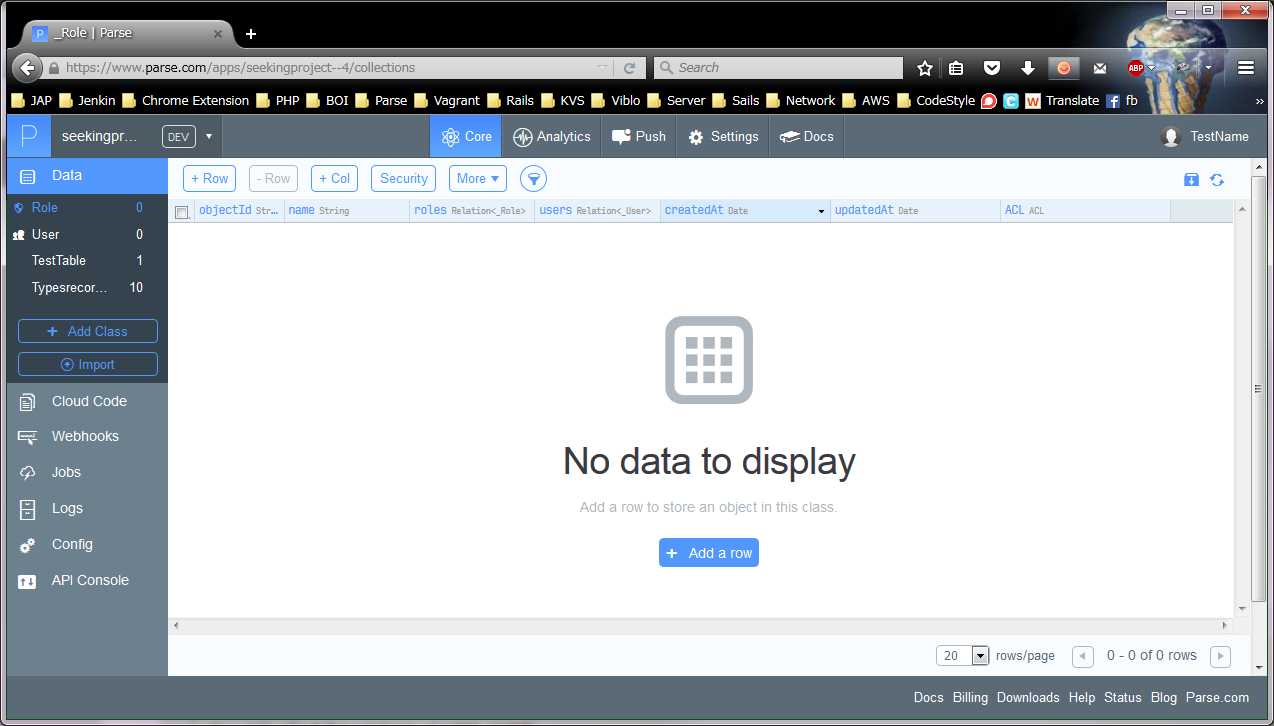 P _Role | Parse
https://www.parse.com/apps/seekingproject--4/collections
Search
ABP
JAP Jenkin Chrome Extension PHP BOI Parse Vagrant Rails KVS Viblo Server Sails Network AWS CodeStyle C W Translate f fb »
P seekingpr... DEV Core Analytics Push Settings Docs TestName
Data
Role 0
User 0
TestTable 1
Typesrecor... 10
+ Add Class
Import
Cloud Code
Webhooks
Jobs
Logs
Config
API Console
+ Row - Row + Col Security More
objectId Str... name String roles Relation<_Role> users Relation<_User> createdAt Date updatedAt Date ACL ACL
No data to display
Add a row to store an object in this class.
+ Add a row
20 rows/page 0 - 0 of 0 rows
Docs Billing Downloads Help Status Blog Parse.com